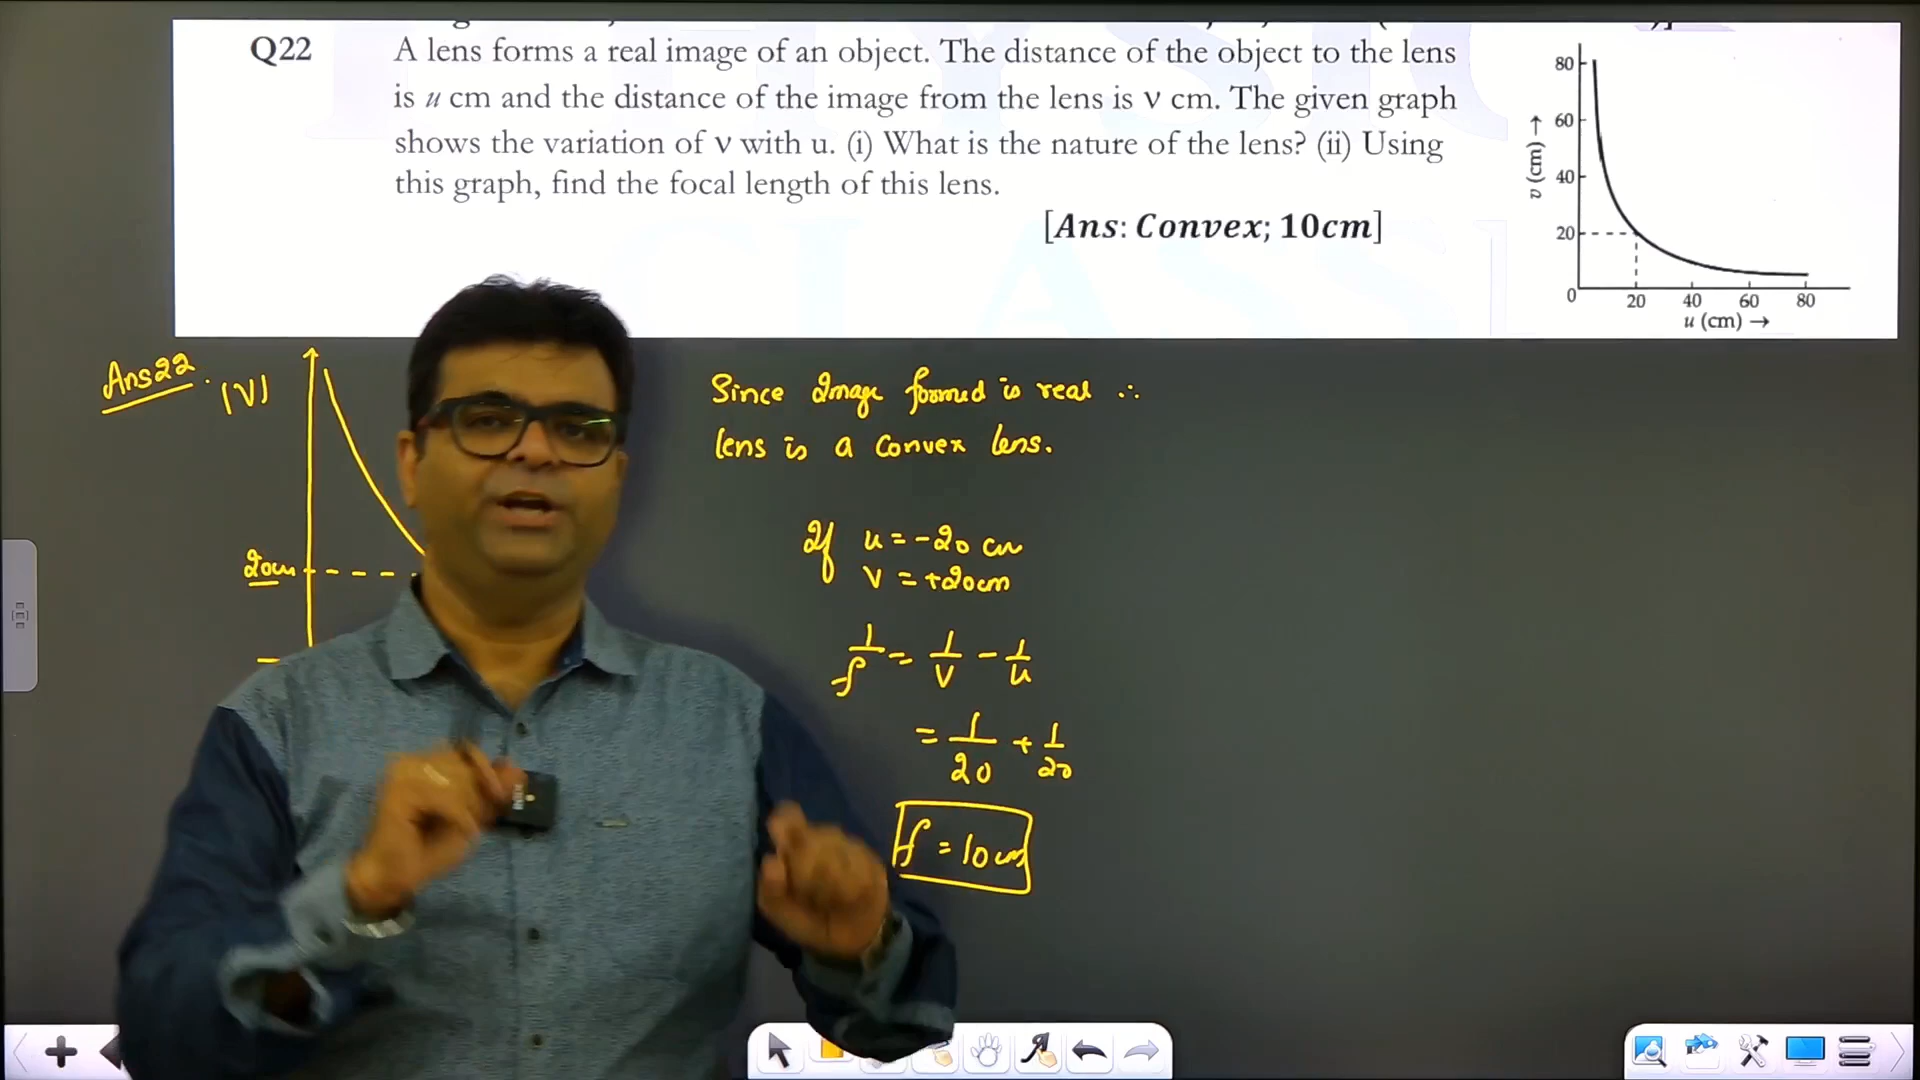 Q22 A lens forms a real image of an object. The distance of the object to the lens
is u cm and the distance of the image from the lens is v cm. The given graph
shows the variation of v with u. (i) What is the nature of the lens? (ii) Using
this graph, find the focal length of this lens.
[Ans: Convex; 10cm]
80
60
40
20
0
v (cm) →
20 40 60 80
u (cm) →
Ans 22.
(V)
20cm
Since Image formed is real ∴
lens is a convex lens.
If u = -20 cm
V = +20cm
1/f = 1/V - 1/u
= 1/20 + 1/20
f = 10cm